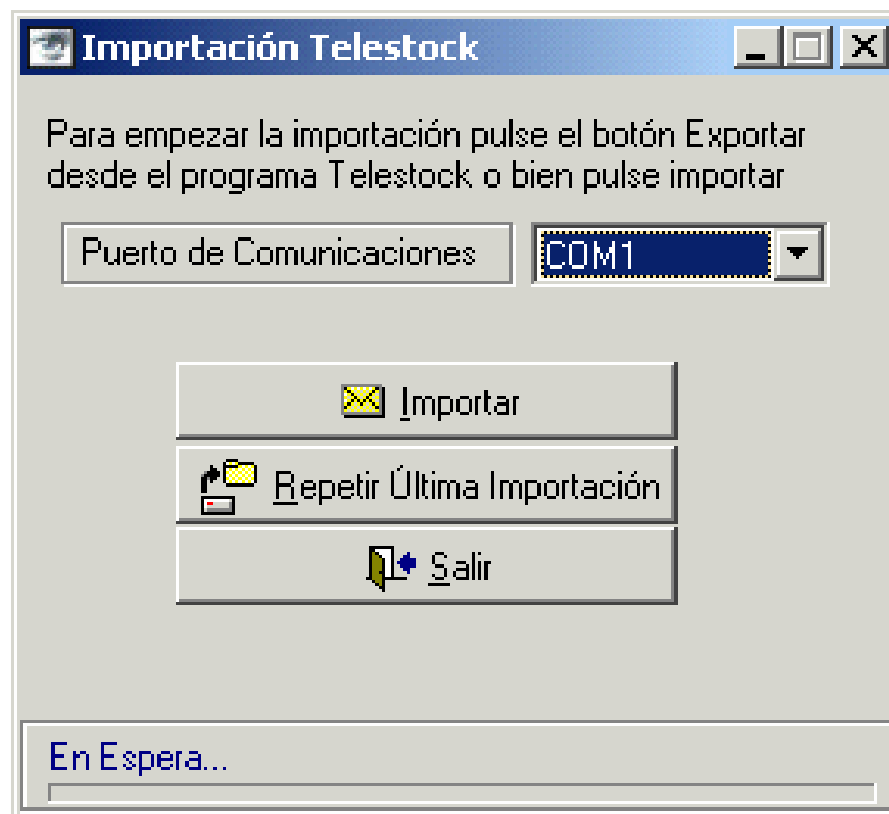 Importación Telestock
Para empezar la importación pulse el botón Exportar
desde el programa Telestock o bien pulse importar
Puerto de Comunicaciones COM1
Importar
Repetir Última Importación
Salir
En Espera...